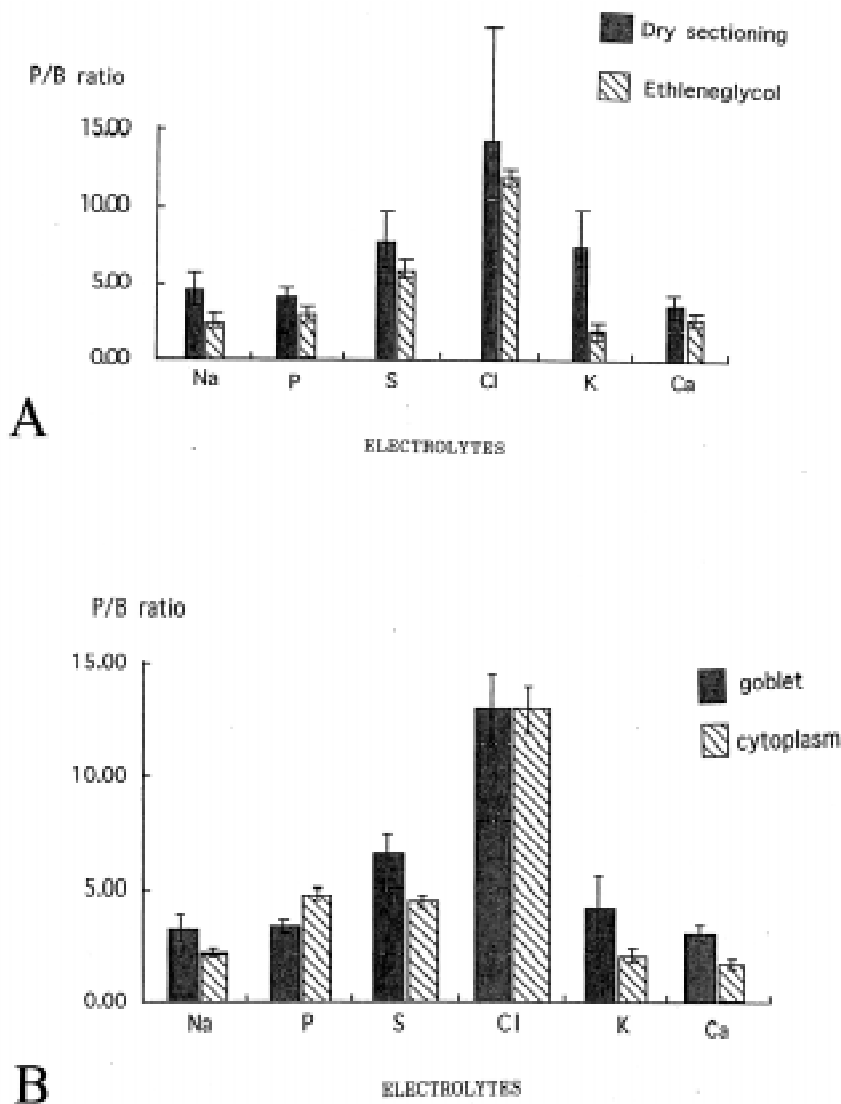 Dry sectioning
P/B ratio
Ethleneglycol
15.00
10.00
5.00
0.00
Na P S Cl K Ca
A
ELECTROLYTES
P/B ratio
15.00
goblet
cytoplasm
10.00
5.00
0.00
Na P S Cl K Ca
B
ELECTROLYTES